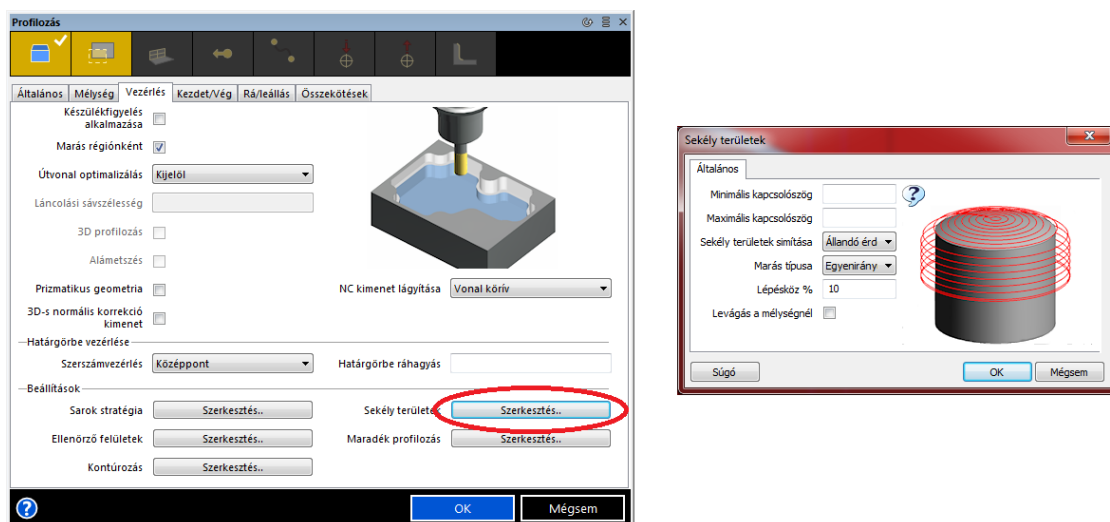 Profilozás
Általános Mélység Vezérlés Kezdet/Vég Rá/leállás Összekötések
Készülékfigyelés
alkalmazása
Marás régiónként
Útvonal optimalizálás Kijelöl
Láncolási sávszélesség
3D profilozás
Alámetszés
Prizmatikus geometria NC kimenet lágyítása Vonal körív
3D-s normális korrekció
kimenet
Határgörbe vezérlése
Szerszámvezérlés Középpont Határgörbe ráhagyás
Beállítások
Sarok stratégia Szerkesztés.. Sekély területek Szerkesztés..
Ellenörző felületek Szerkesztés.. Maradék profilozás Szerkesztés..
Kontúrozás Szerkesztés..
OK Mégsem
Sekély területek
Általános
Minimális kapcsolószög
Maximális kapcsolószög
Sekély területek simítása Állandó érd
Marás típusa Egyenirány
Lépésköz % 10
Levágás a mélységnél
Súgó OK Mégsem